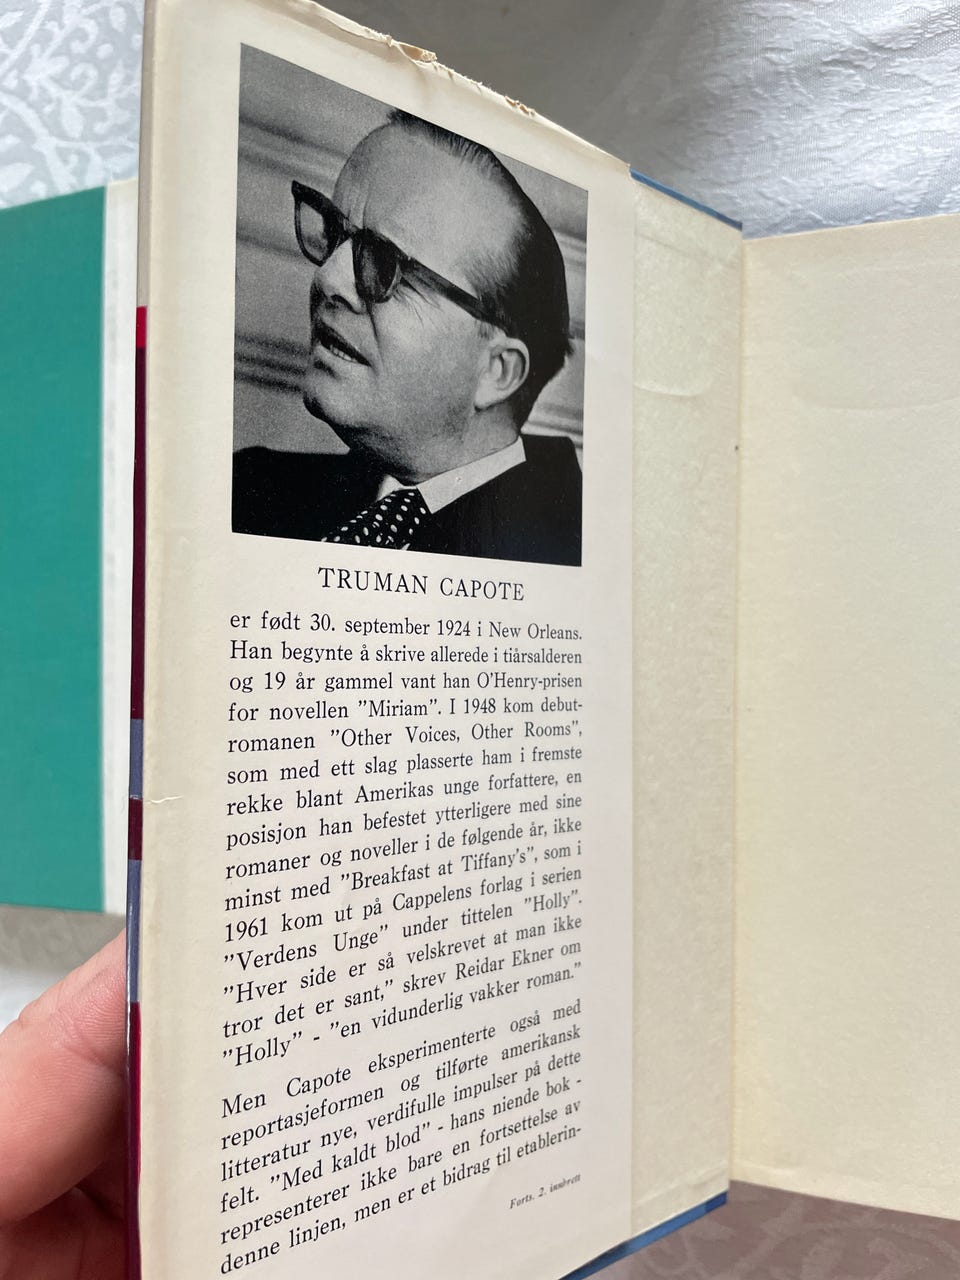 TRUMAN CAPOTE
er født 30. september 1924 i New Orleans.
Han begynte å skrive allerede i tiårsalderen
og 19 år gammel vant han O'Henry-prisen
for novellen ”Miriam”. I 1948 kom debut-
romanen ”Other Voices, Other Rooms”,
som med ett slag plasserte ham i fremste
rekke blant Amerikas unge forfattere, en
posisjon han befestet ytterligere med sine
romaner og noveller i de følgende år, ikke
minst med ”Breakfast at Tiffany's”, som i
1961 kom ut på Cappelens forlag i serien
”Verdens Unge” under tittelen ”Holly”.
”Hver side er så velskrevet at man ikke
tror det er sant,” skrev Reidar Ekner om
”Holly” - ”en vidunderlig vakker roman.”
Men Capote eksperimenterte også med
reportasjeformen og tilførte amerikansk
litteratur nye, verdifulle impulser på dette
felt. ”Med kaldt blod” - hans niende bok -
representerer ikke bare en fortsettelse av
denne linjen, men er et bidrag til etablerin-
Forts. 2. innbrett